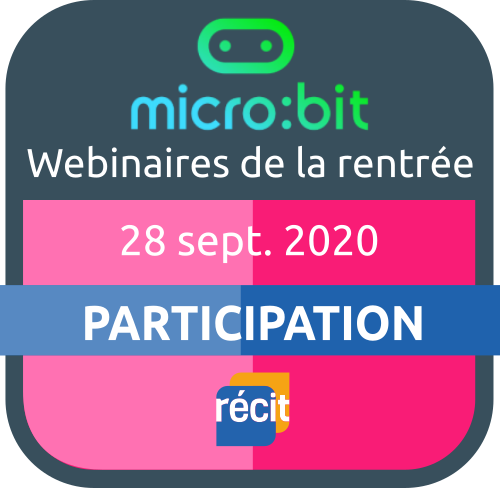 micro:bit
Webinaires de la rentrée
28 sept. 2020
PARTICIPATION
récit